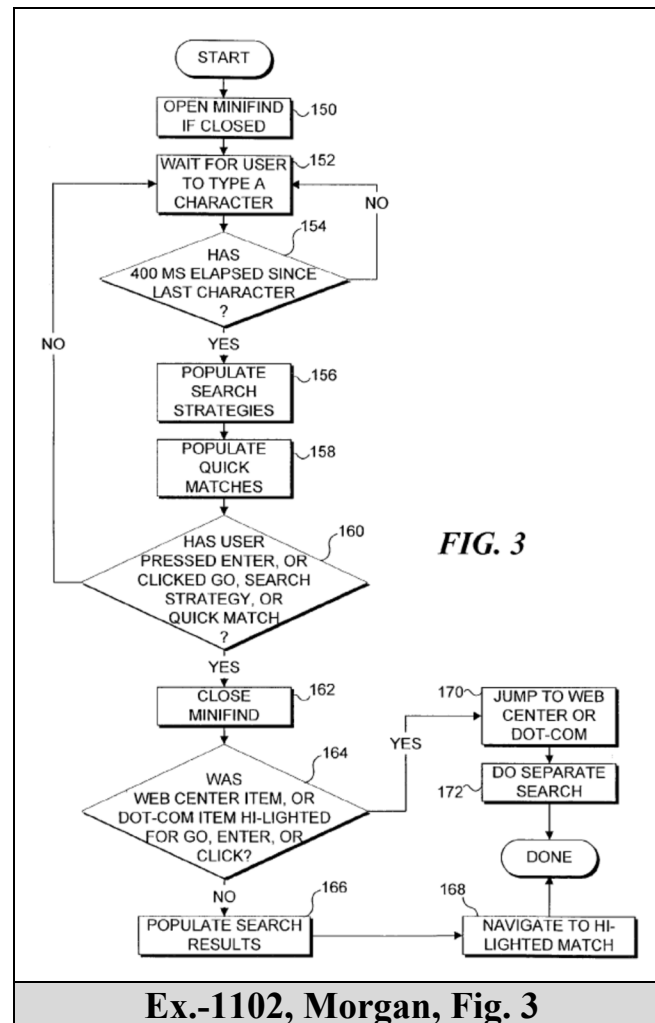 START
OPEN MINIFIND
IF CLOSED
150
WAIT FOR USER
TO TYPE A
CHARACTER
152
NO
154
HAS
400 MS ELAPSED SINCE
LAST CHARACTER
?
NO
YES
POPULATE
SEARCH
STRATEGIES
156
POPULATE
QUICK
MATCHES
158
160
HAS USER
PRESSED ENTER, OR
CLICKED GO, SEARCH
STRATEGY, OR
QUICK MATCH
?
FIG. 3
YES
CLOSE
MINIFIND
162
164
WAS
WEB CENTER ITEM, OR
DOT-COM ITEM HI-LIGHTED
FOR GO, ENTER, OR
CLICK?
YES
170
JUMP TO WEB
CENTER OR
DOT-COM
172
DO SEPARATE
SEARCH
DONE
NO
166
POPULATE SEARCH
RESULTS
168
NAVIGATE TO HI-
LIGHTED MATCH
Ex.-1102, Morgan, Fig. 3